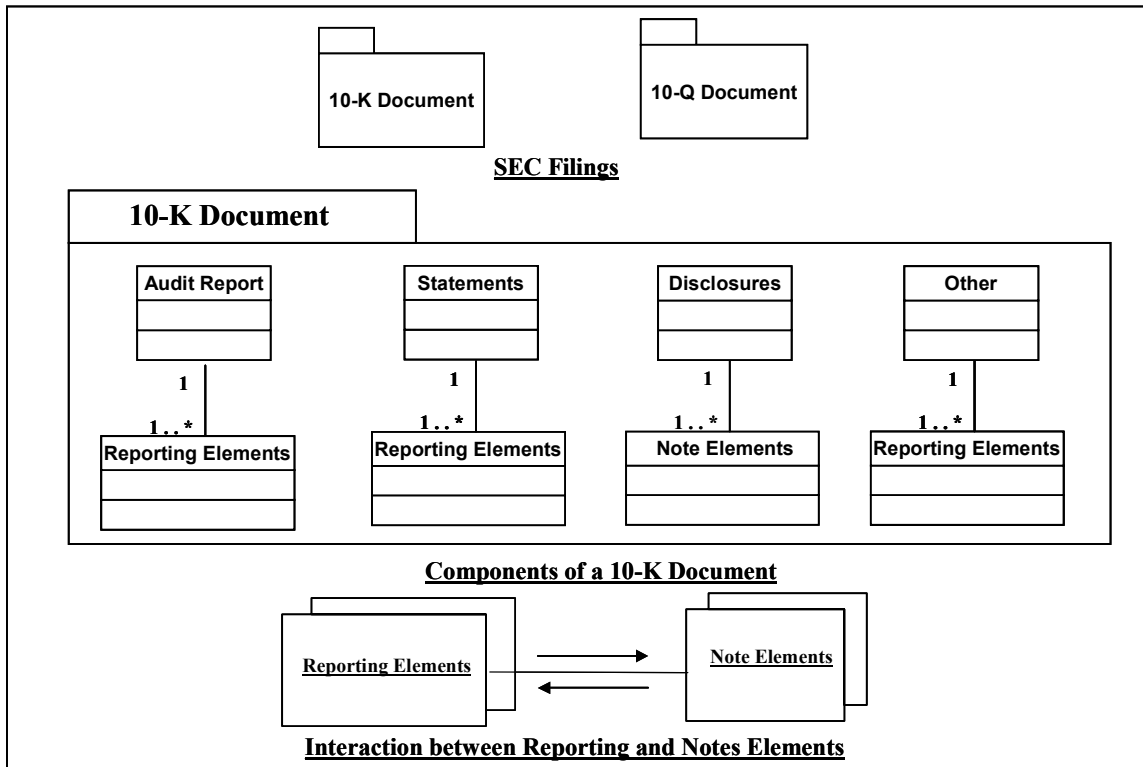 10-K Document
10-Q Document
SEC Filings
10-K Document
Audit Report
Statements
Disclosures
Other
1
1
1
1
1..*
1..*
1..*
1..*
Reporting Elements
Reporting Elements
Note Elements
Reporting Elements
Components of a 10-K Document
Reporting Elements
Note Elements
Interaction between Reporting and Notes Elements